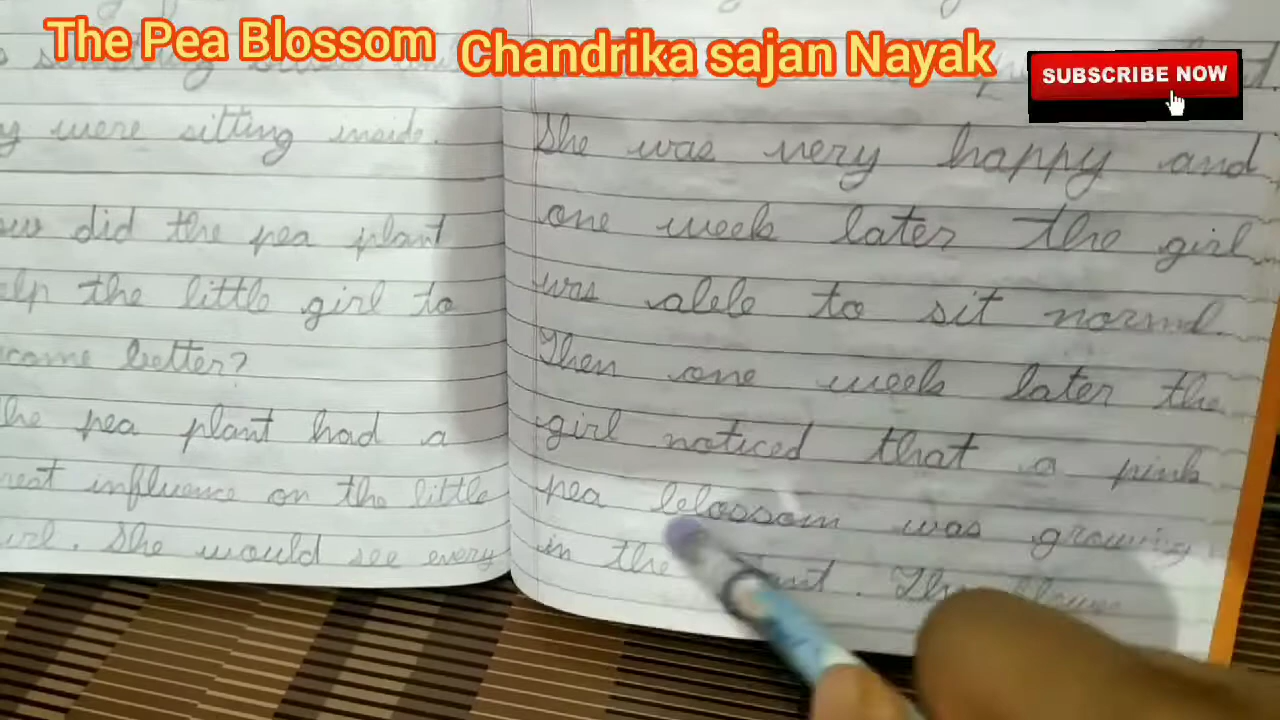 The Pea Blossom
Chandrika sajan Nayak
SUBSCRIBE NOW
were sitting inside.
did the pea plant
the little girl to
better?
pea plant had a
influence on the little
She would see every
She was very happy and
one week later the girl
was able to sit normal.
Then one week later the
girl noticed that a pink
pea blossom was growing
in the